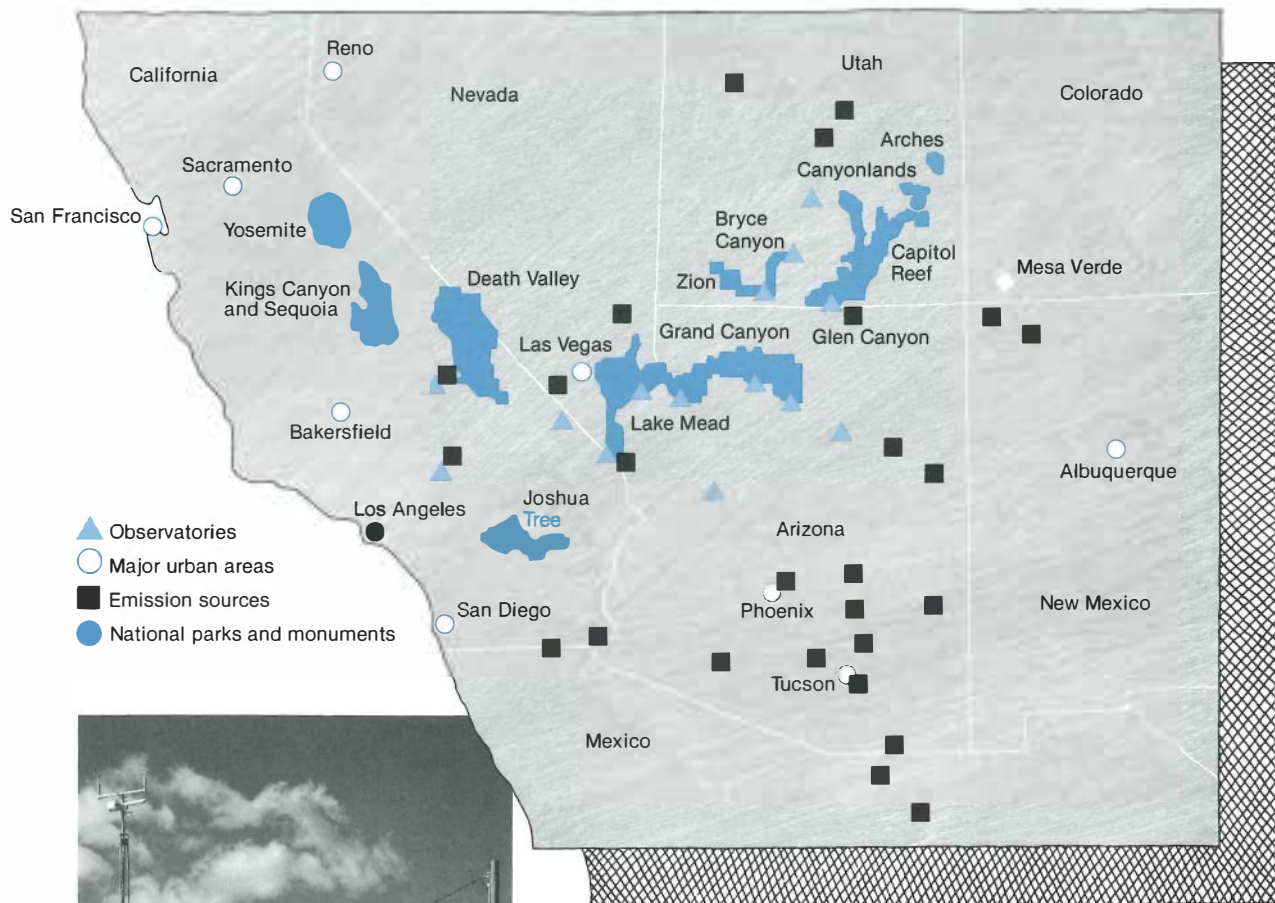 Reno
California
Utah
Nevada
Colorado
Arches
Sacramento
Canyonlands
San Francisco
Yosemite
Bryce
Canyon
Capitol
Reef
Mesa Verde
Death Valley
Zion
Kings Canyon
and Sequoia
Grand Canyon
Glen Canyon
Las Vegas
Lake Mead
Bakersfield
Albuquerque
Joshua
Tree
Los Angeles
Arizona
Observatories
Major urban areas
Emission sources
National parks and monuments
San Diego
Phoenix
New Mexico
Tucson
Mexico